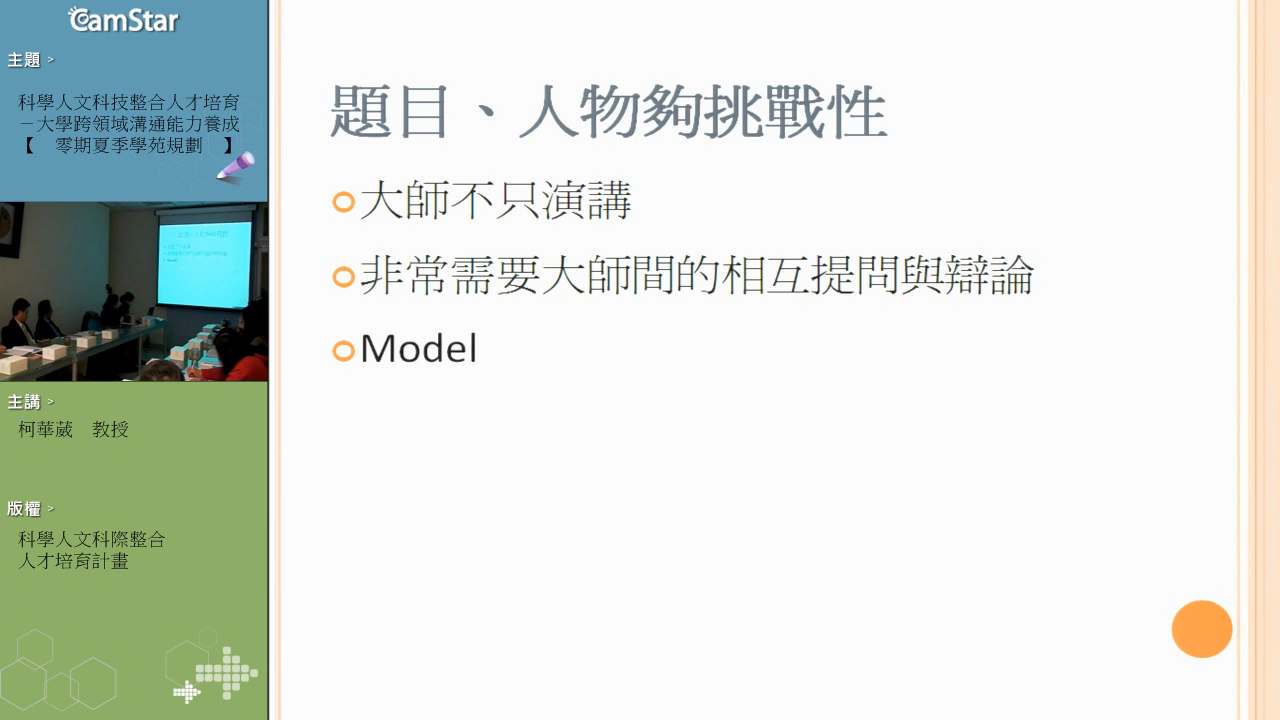 CamStar
主題 >
科學人文科技整合人才培育
－大學跨領域溝通能力養成
【　零期夏季學苑規劃　】
主講 >
柯華葳　教授
版權 >
科學人文科際整合
人才培育計畫
題目、人物夠挑戰性
大師不只演講
非常需要大師間的相互提問與辯論
Model